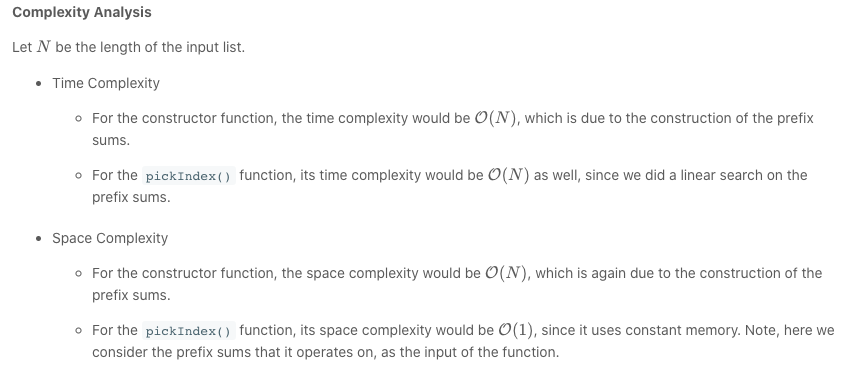 Complexity Analysis
Let N be the length of the input list.
• Time Complexity
◦ For the constructor function, the time complexity would be O(N), which is due to the construction of the prefix
sums.
◦ For the pickIndex() function, its time complexity would be O(N) as well, since we did a linear search on the
prefix sums.
• Space Complexity
◦ For the constructor function, the space complexity would be O(N), which is again due to the construction of the
prefix sums.
◦ For the pickIndex() function, its space complexity would be O(1), since it uses constant memory. Note, here we
consider the prefix sums that it operates on, as the input of the function.